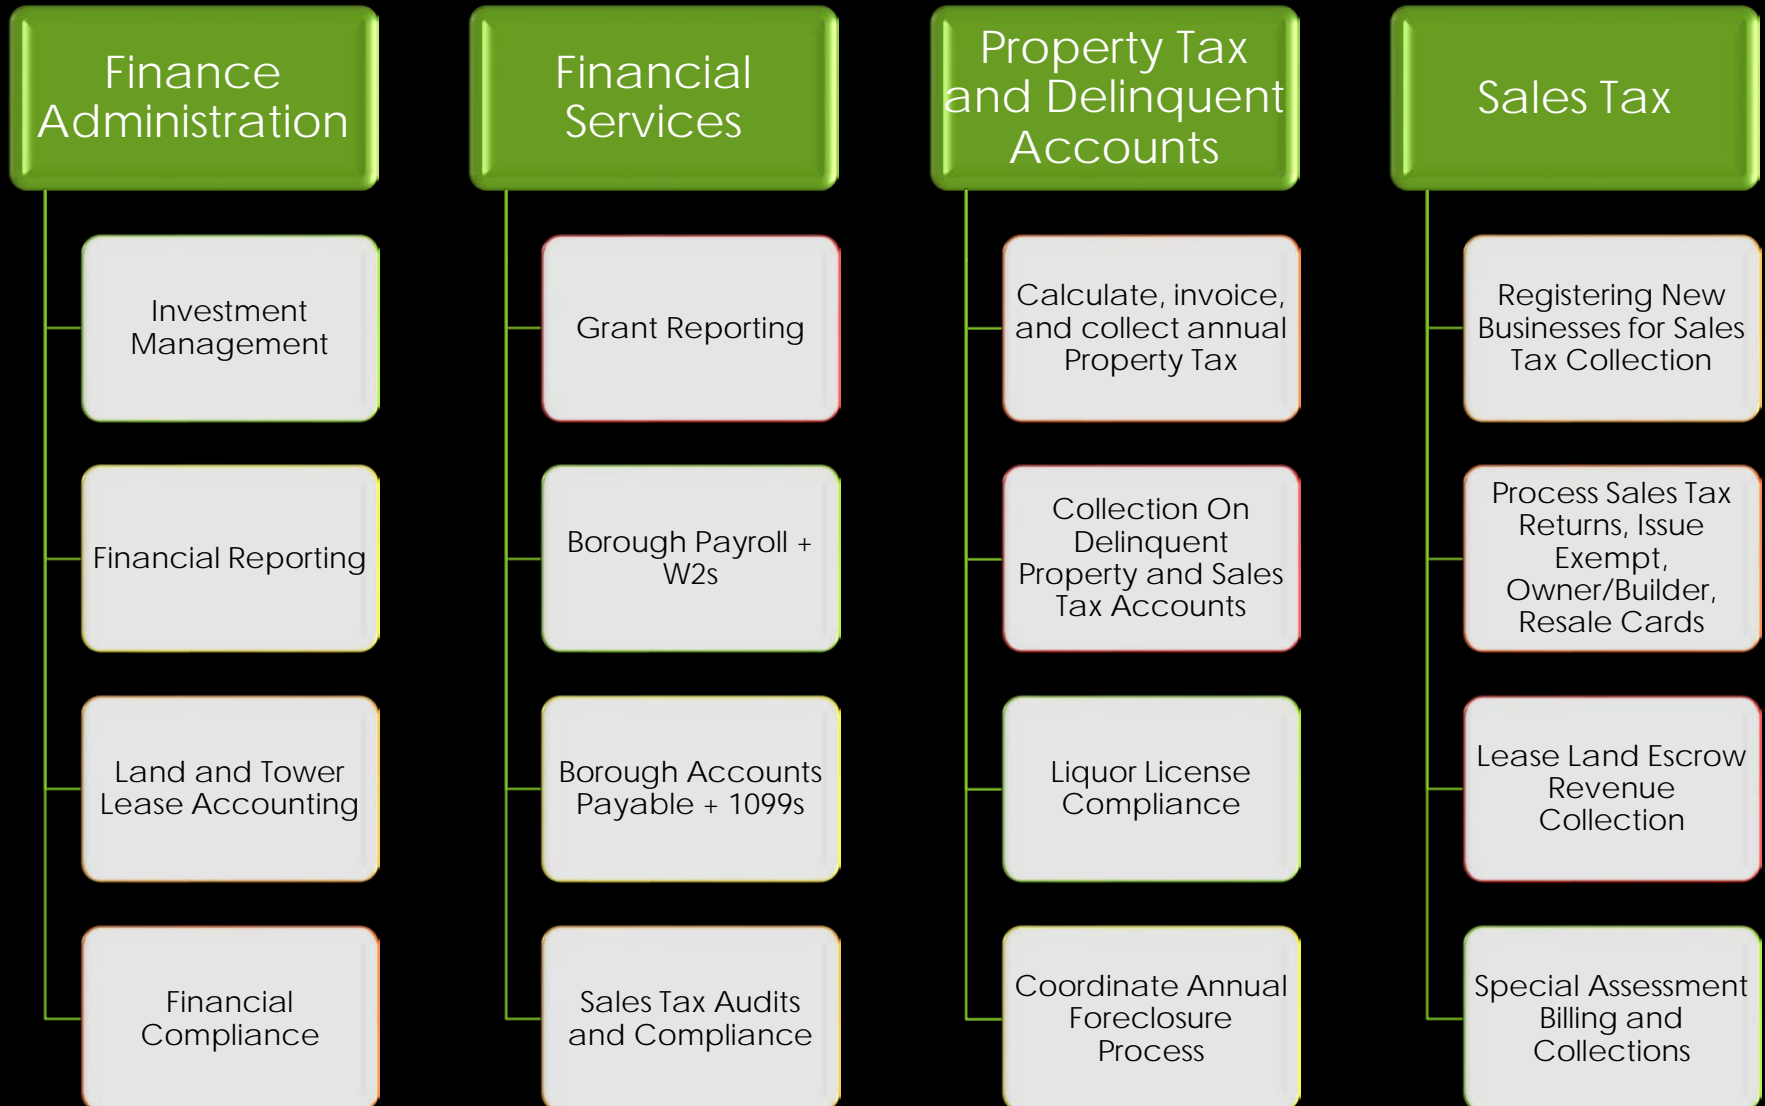 Finance
Administration
Investment
Management
Financial Reporting
Land and Tower
Lease Accounting
Financial
Compliance
Financial
Services
Grant Reporting
Borough Payroll +
W2s
Borough Accounts
Payable + 1099s
Sales Tax Audits
and Compliance
Property Tax
and Delinquent
Accounts
Calculate, invoice,
and collect annual
Property Tax
Collection On
Delinquent
Property and Sales
Tax Accounts
Liquor License
Compliance
Coordinate Annual
Foreclosure
Process
Sales Tax
Registering New
Businesses for Sales
Tax Collection
Process Sales Tax
Returns, Issue
Exempt,
Owner/Builder,
Resale Cards
Lease Land Escrow
Revenue
Collection
Special Assessment
Billing and
Collections